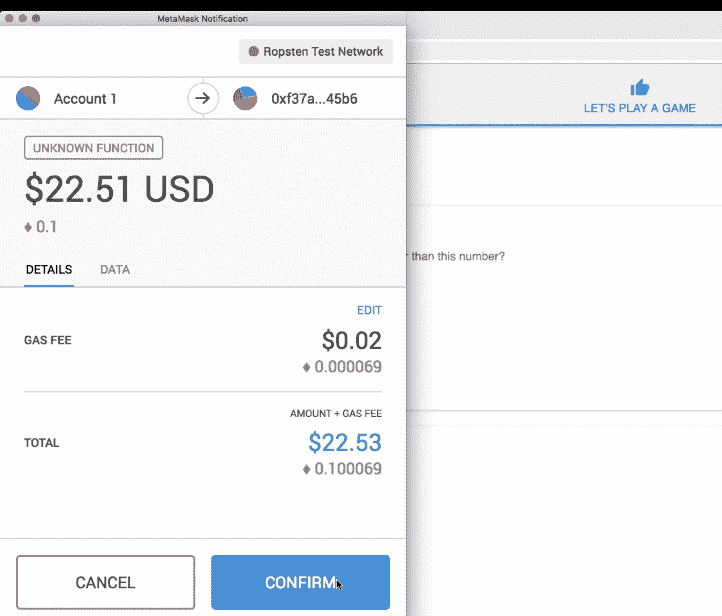 MetaMask Notification
Ropsten Test Network
Account 1
0xf37a...45b6
LET'S PLAY A GAME
UNKNOWN FUNCTION
$22.51 USD
0.1
than this number?
DETAILS
DATA
EDIT
GAS FEE
$0.02
0.000069
AMOUNT + GAS FEE
TOTAL
$22.53
0.100069
CANCEL
CONFIRM